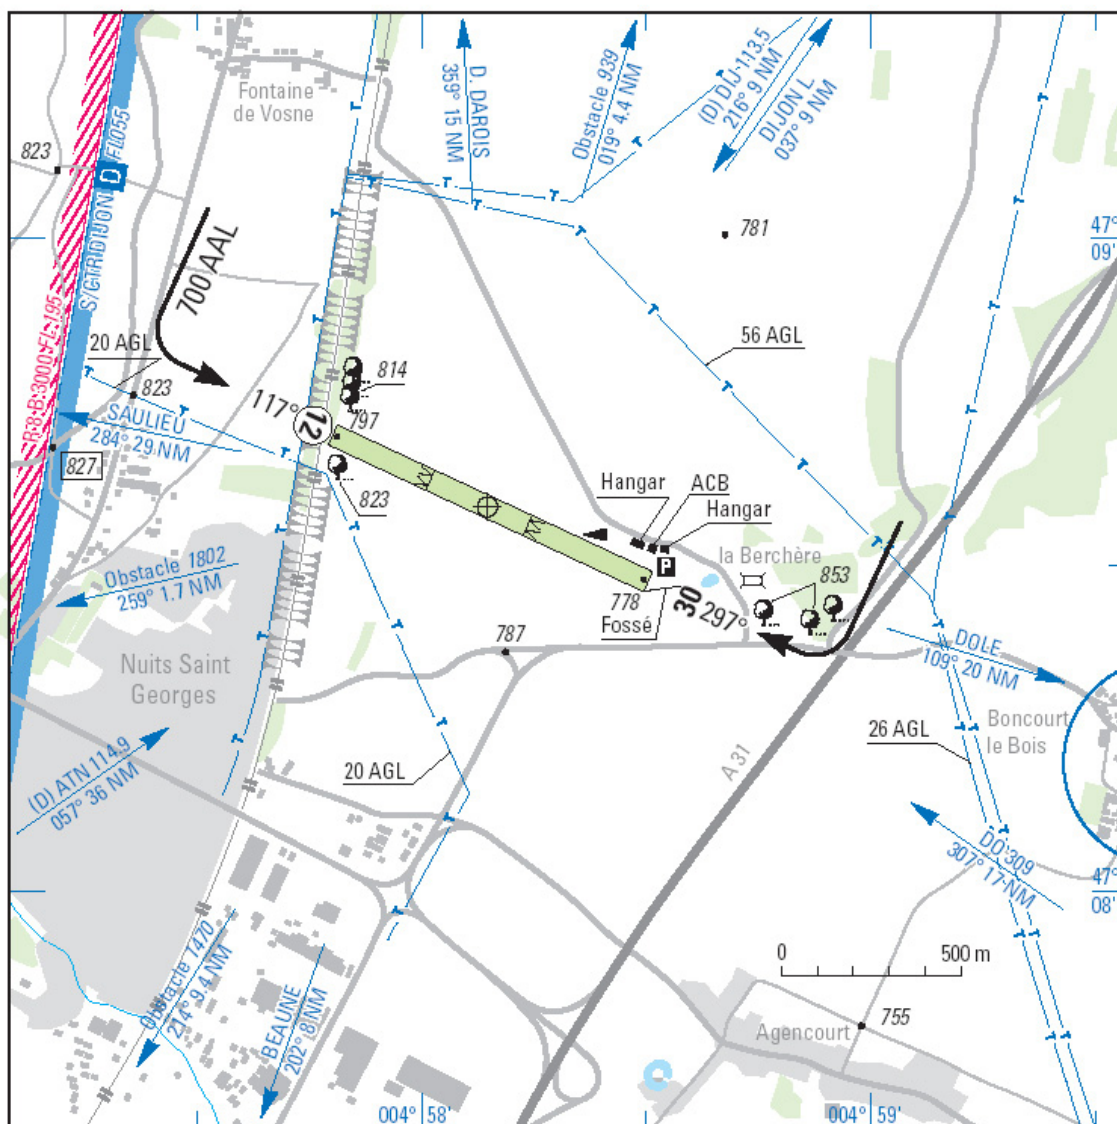 Fontaine
de Vosne
D. DAROIS
359° 15 NM
Obstacle 939
019° 4.4 NM
(D) DIJ 113.5
216° 9 NM
DIJON L
037° 9 NM
823
D
FL 055
S/CTR DIJON
R 8 B 3000 FL 195
700 AAL
781
47°
09'
20 AGL
823
SAULIEU
284° 29 NM
827
117°
12
797
814
823
56 AGL
Hangar
ACB
Hangar
P
la Berchère
853
778
Fossé
30
297°
Obstacle 1802
259° 1.7 NM
787
Nuits Saint
Georges
DOLE
109° 20 NM
Boncourt
le Bois
26 AGL
20 AGL
A 31
(D) ATN 114.9
057° 36 NM
DO 309
307° 17 NM
47°
08'
0
500 m
Obstacle 1470
214° 9.4 NM
BEAUNE
202° 8 NM
Agencourt
755
004° 58'
004° 59'